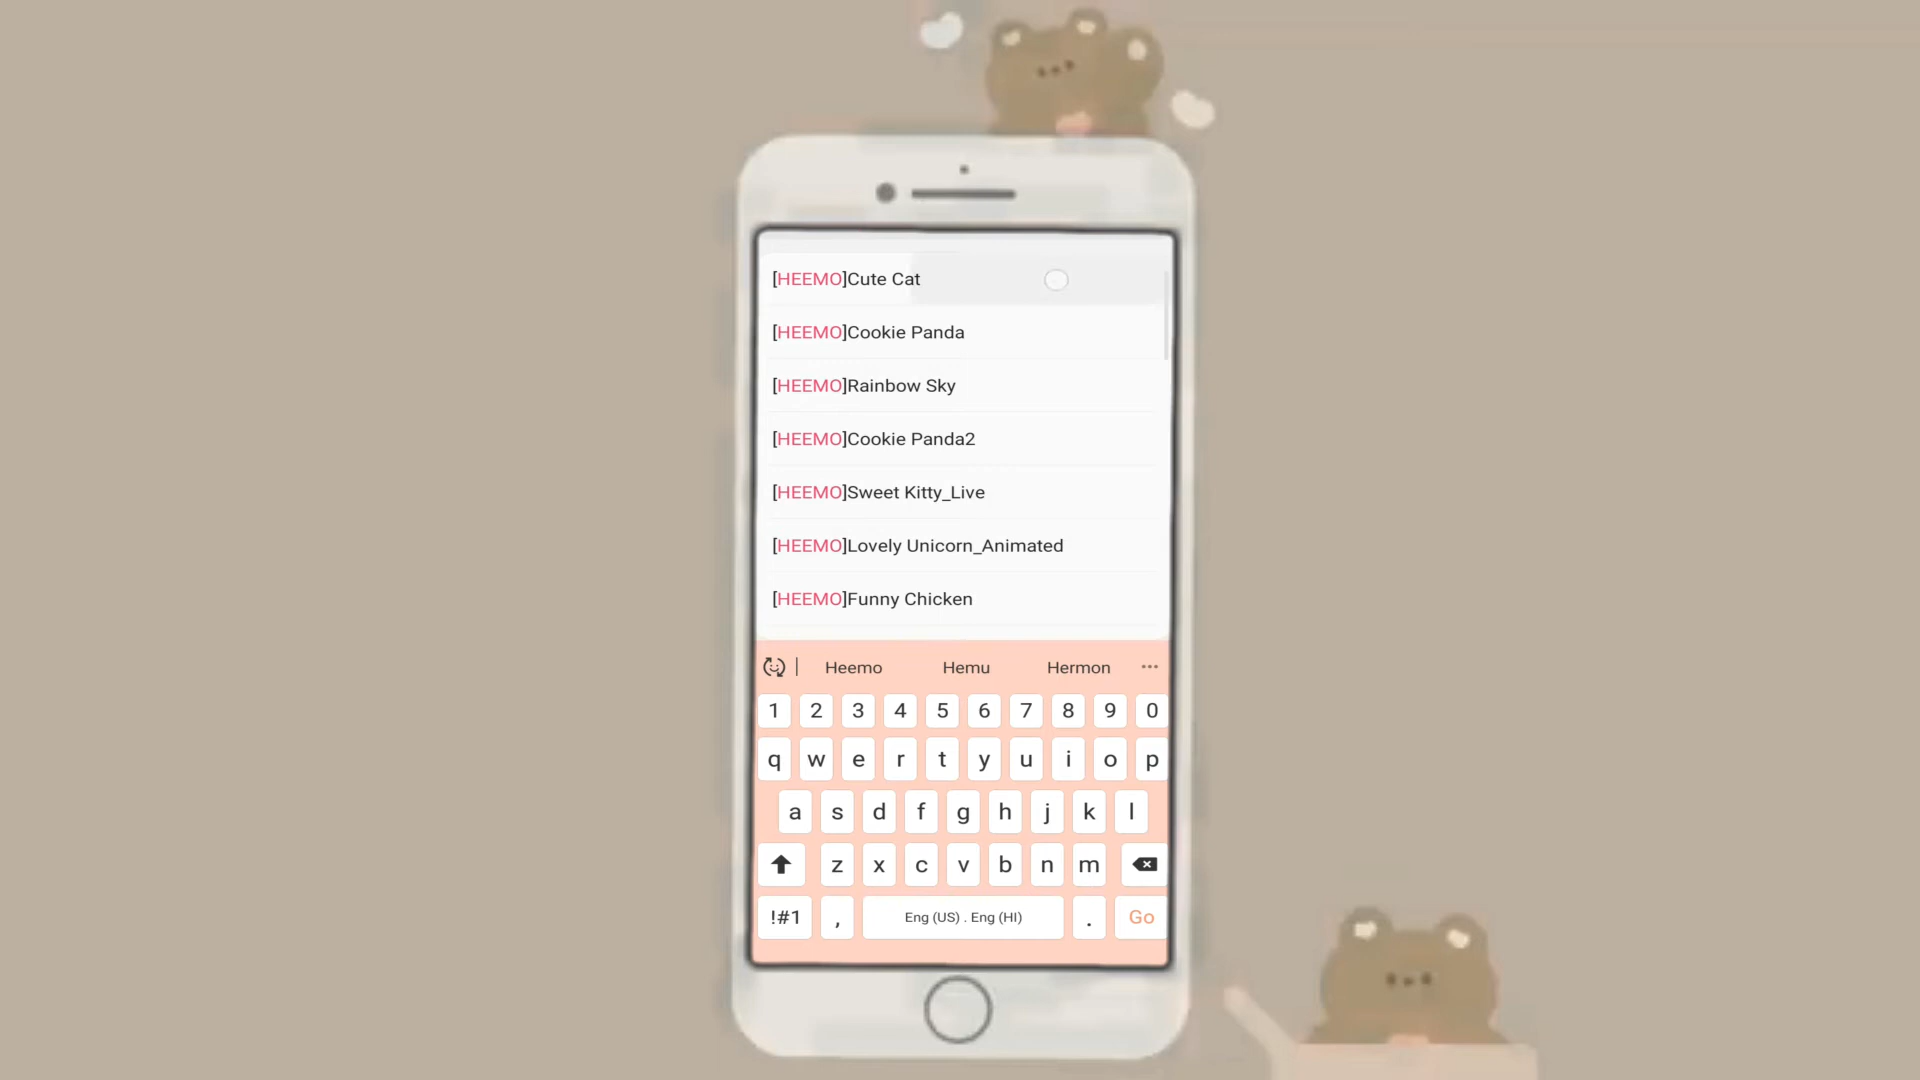 [HEEMO]Cute Cat
[HEEMO]Cookie Panda
[HEEMO]Rainbow Sky
[HEEMO]Cookie Panda2
[HEEMO]Sweet Kitty_Live
[HEEMO]Lovely Unicorn_Animated
[HEEMO]Funny Chicken
Heemo Hemu Hermon ...
1 2 3 4 5 6 7 8 9 0
q w e r t y u i o p
a s d f g h j k l
z x c v b n m
!#1 , Eng (US) . Eng (HI) . Go